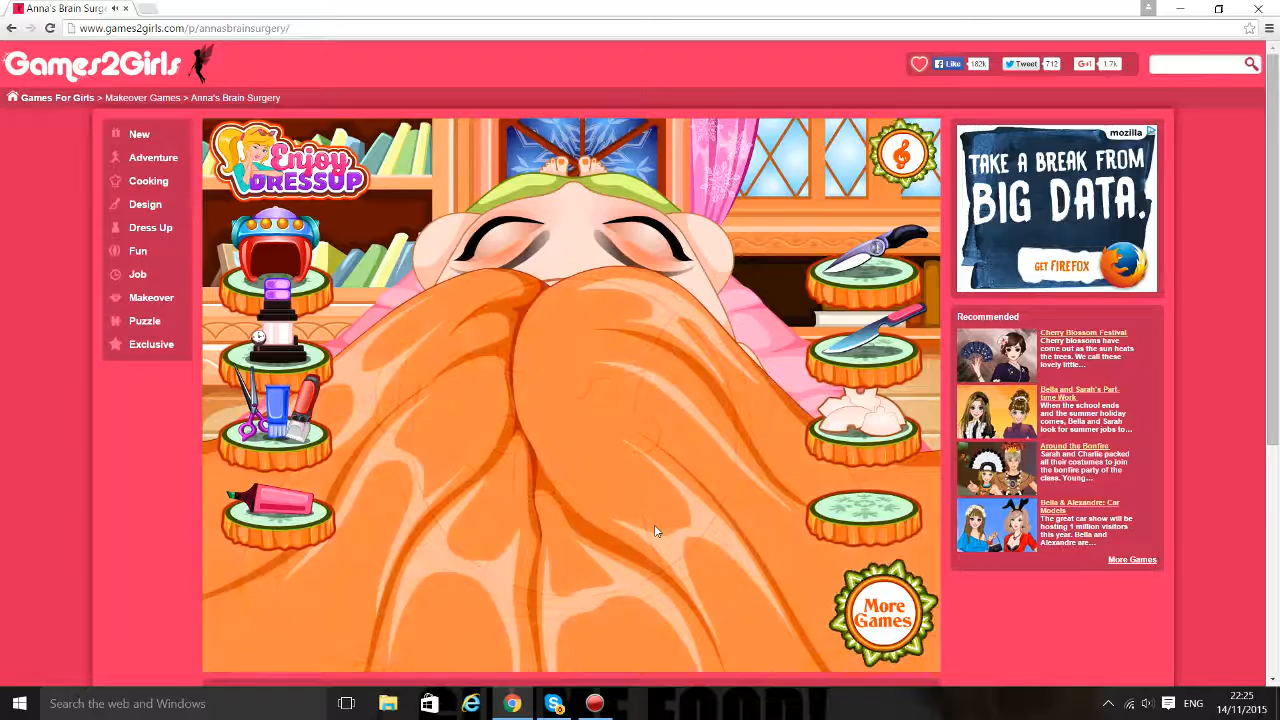 Anna's Brain Surgery
www.games2girls.com/p/annasbrainsurgery/
Games2Girls
Like 182k Tweet 712 G+1 1.7k
Games For Girls > Makeover Games > Anna's Brain Surgery
New
Adventure
Cooking
Design
Dress Up
Fun
Job
Makeover
Puzzle
Exclusive
Enjoy
DRESSUP
More
Games
mozilla
TAKE A BREAK FROM
BIG DATA.
GET FIREFOX
Recommended
Cherry Blossom Festival
Cherry blossoms have
come out as the sun heats
the trees. We call these
lovely little...
Bella and Sarah's Part-
time Work
When the school ends
and the summer holiday
comes, Bella and Sarah
look for summer jobs to...
Around the Bonfire
Sarah and Charlie packed
all their costumes to join
the bonfire party of the
class. Young...
Bella & Alexandre: Car
Models
The great car show will be
hosting 1 million visitors
this year. Bella and
Alexandre are...
More Games
Search the web and Windows
ENG
22:25
14/11/2015